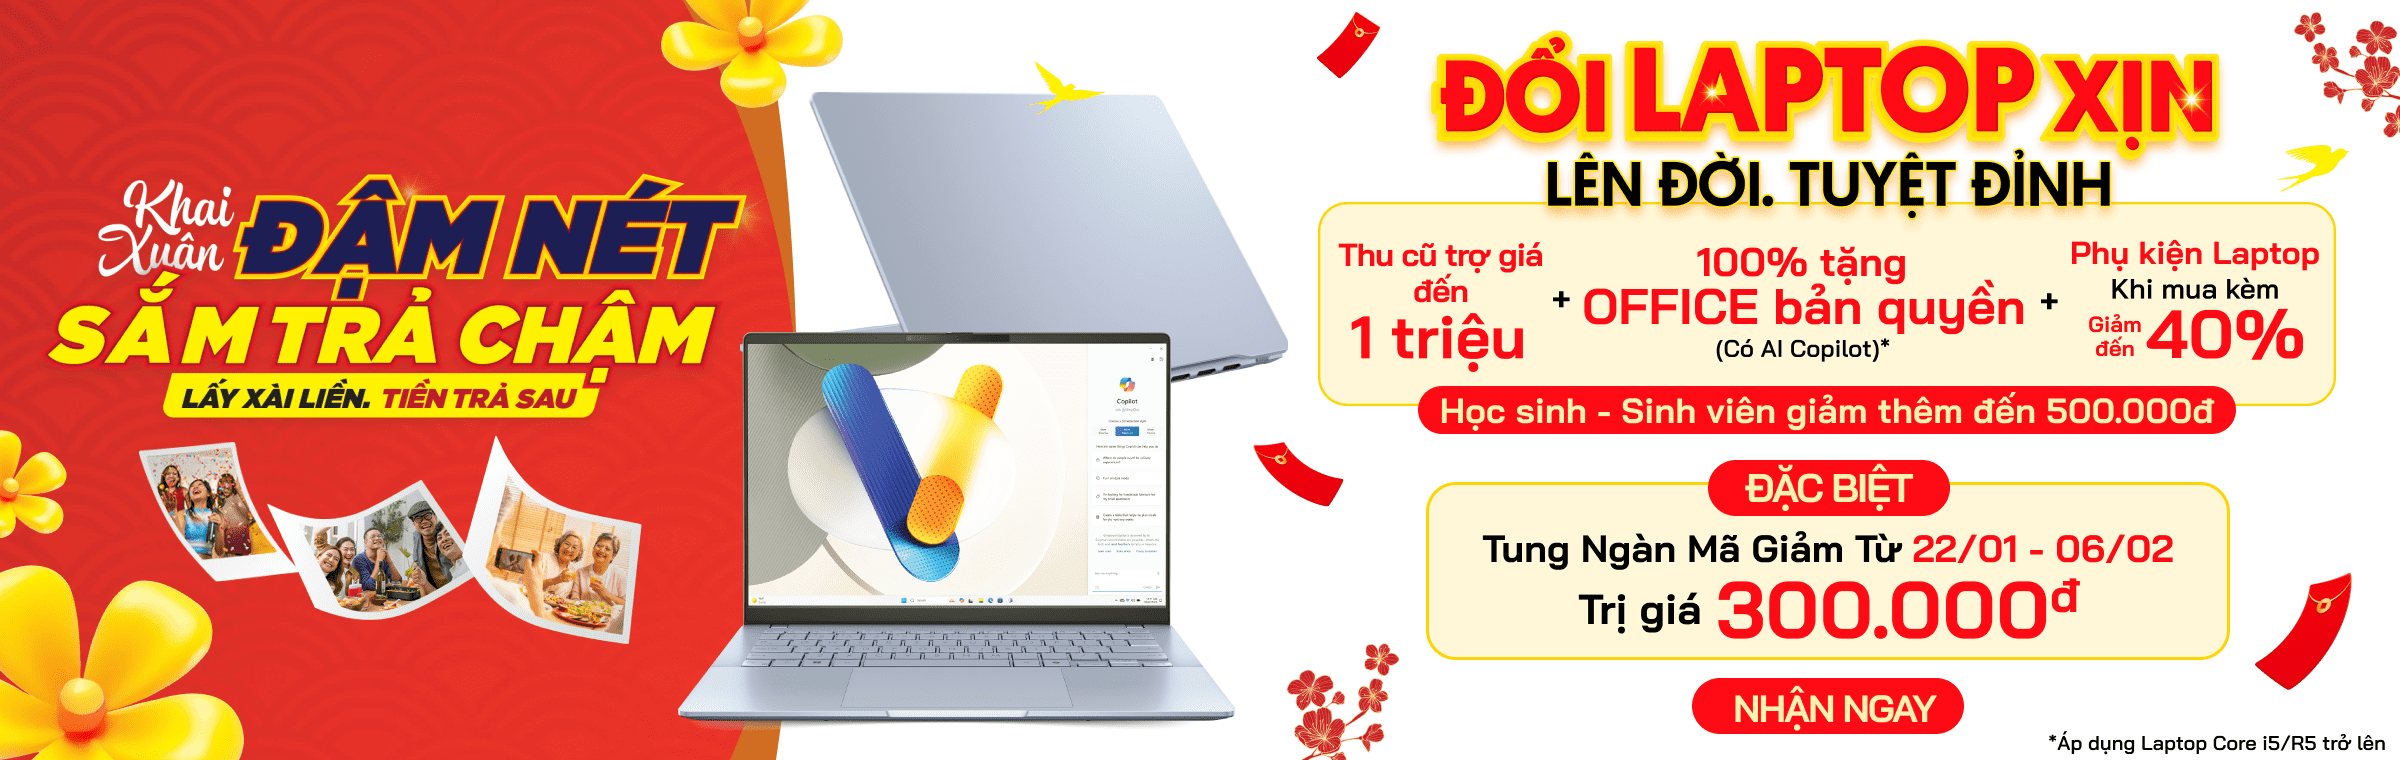 Khai
Xuân
ĐẬM NÉT
SẮM TRẢ CHẬM
LẤY XÀI LIỀN. TIỀN TRẢ SAU
Copilot
ĐỔI LAPTOP XỊN
LÊN ĐỜI. TUYỆT ĐỈNH
Thu cũ trợ giá
đến
1 triệu
+
100% tặng
OFFICE bản quyền
(Có AI Copilot)*
+
Phụ kiện Laptop
Khi mua kèm
Giảm
đến
40%
Học sinh - Sinh viên giảm thêm đến 500.000đ
ĐẶC BIỆT
Tung Ngàn Mã Giảm Từ 22/01 - 06/02
Trị giá 300.000đ
NHẬN NGAY
*Áp dụng Laptop Core i5/R5 trở lên